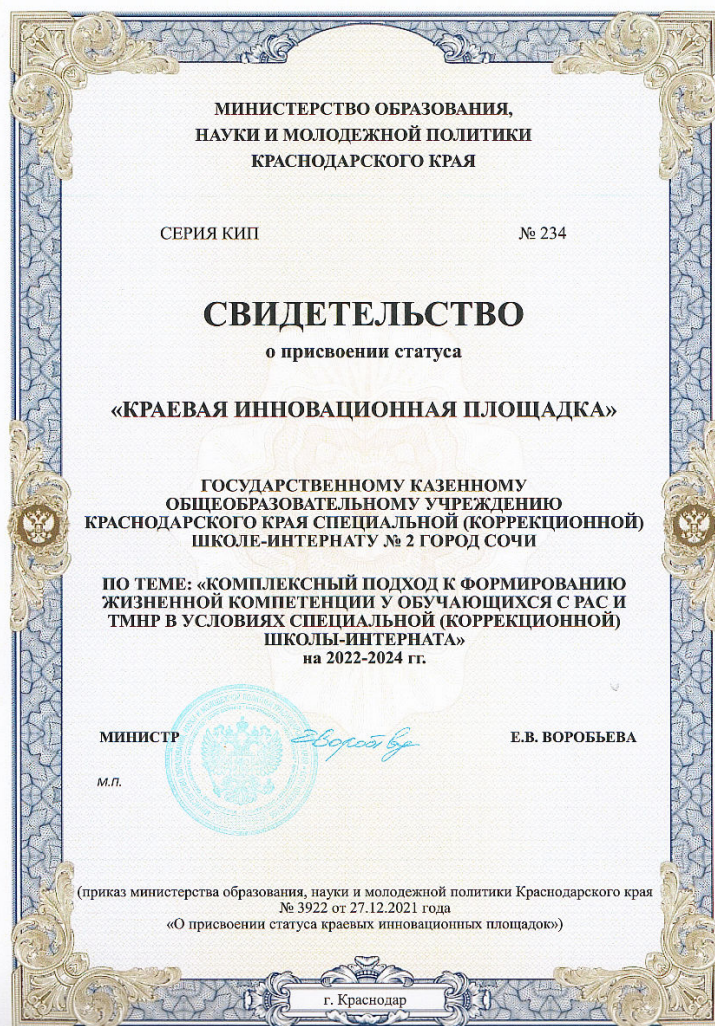 МИНИСТЕРСТВО ОБРАЗОВАНИЯ,
НАУКИ И МОЛОДЕЖНОЙ ПОЛИТИКИ
КРАСНОДАРСКОГО КРАЯ
СЕРИЯ КИП № 234
СВИДЕТЕЛЬСТВО
о присвоении статуса
«КРАЕВАЯ ИННОВАЦИОННАЯ ПЛОЩАДКА»
ГОСУДАРСТВЕННОМУ КАЗЕННОМУ
ОБЩЕОБРАЗОВАТЕЛЬНОМУ УЧРЕЖДЕНИЮ
КРАСНОДАРСКОГО КРАЯ СПЕЦИАЛЬНОЙ (КОРРЕКЦИОННОЙ)
ШКОЛЕ-ИНТЕРНАТУ № 2 ГОРОД СОЧИ
ПО ТЕМЕ: «КОМПЛЕКСНЫЙ ПОДХОД К ФОРМИРОВАНИЮ
ЖИЗНЕННОЙ КОМПЕТЕНЦИИ У ОБУЧАЮЩИХСЯ С РАС И
ТМНР В УСЛОВИЯХ СПЕЦИАЛЬНОЙ (КОРРЕКЦИОННОЙ)
ШКОЛЫ-ИНТЕРНАТА»
на 2022-2024 гг.
МИНИСТР Е.В. ВОРОБЬЕВА
М.П.
(приказ министерства образования, науки и молодежной политики Краснодарского края
№ 3922 от 27.12.2021 года
«О присвоении статуса краевых инновационных площадок»)
г. Краснодар